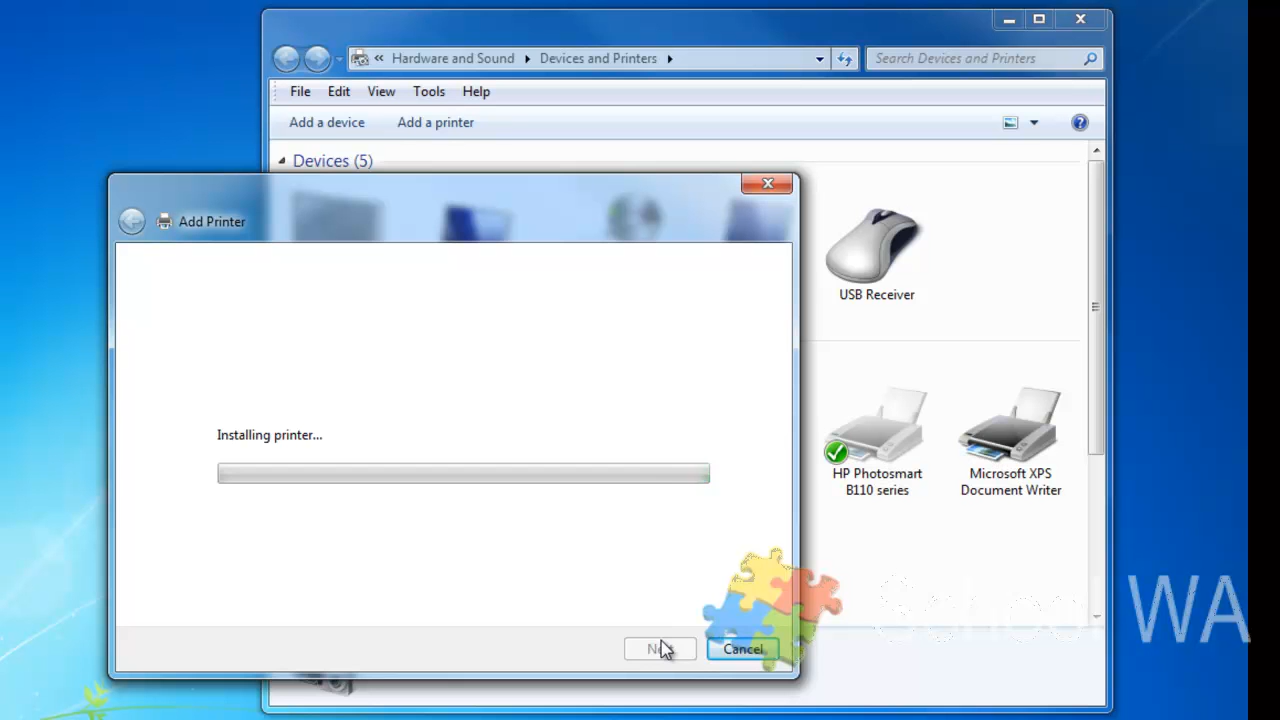 « Hardware and Sound ▸ Devices and Printers ▸
Search Devices and Printers
File Edit View Tools Help
Add a device Add a printer
Devices (5)
Add Printer
USB Receiver
Installing printer...
HP Photosmart
B110 series
Microsoft XPS
Document Writer
School WA
Cancel